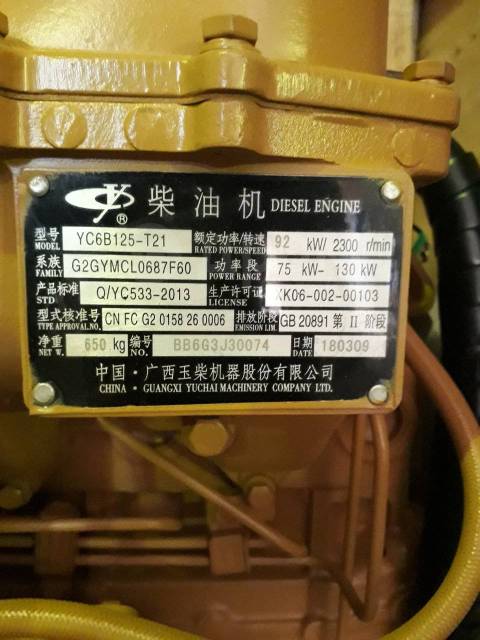 YC ® 柴油机 DIESEL ENGINE
型号 MODEL YC6B125-T21 额定功率/转速 RATED POWER/SPEED 92 kW/ 2300 r/min
系族 FAMILY G2GYMCL0687F60 功率段 75 kW- 130 kW
产品标准 STD Q/YC533-2013 生产许可证 LICENSE XK06-002-00103
型式核准号 TYPE APPROVAL NO. CN FC G2 0158 26 0006 排放阶段 EMISSION LIM. GB 20891 第 II 阶段
净重 NET W. 650 kg 编号 NO. BB6G3J30074 日期 DATE 180309
中国·广西玉柴机器股份有限公司
CHINA · GUANGXI YUCHAI MACHINERY COMPANY LTD.